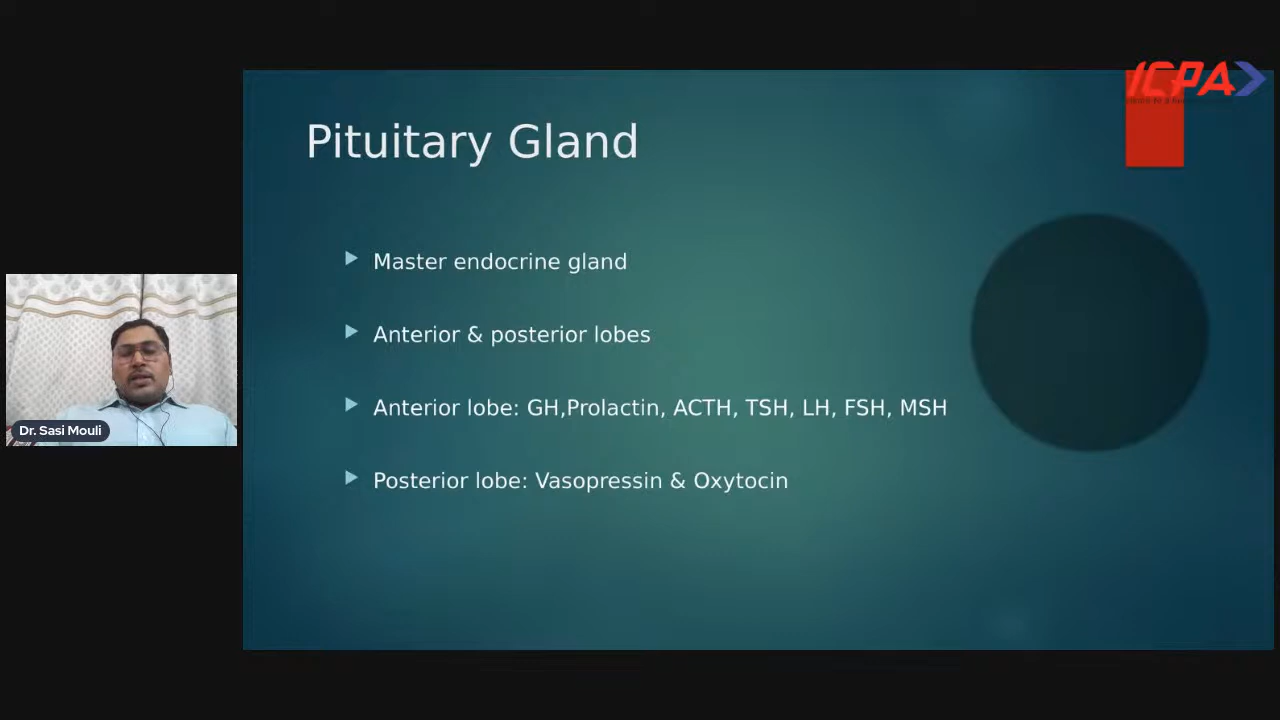 ICPA
Pituitary Gland
Master endocrine gland
Anterior & posterior lobes
Anterior lobe: GH,Prolactin, ACTH, TSH, LH, FSH, MSH
Posterior lobe: Vasopressin & Oxytocin
Dr. Sasi Mouli